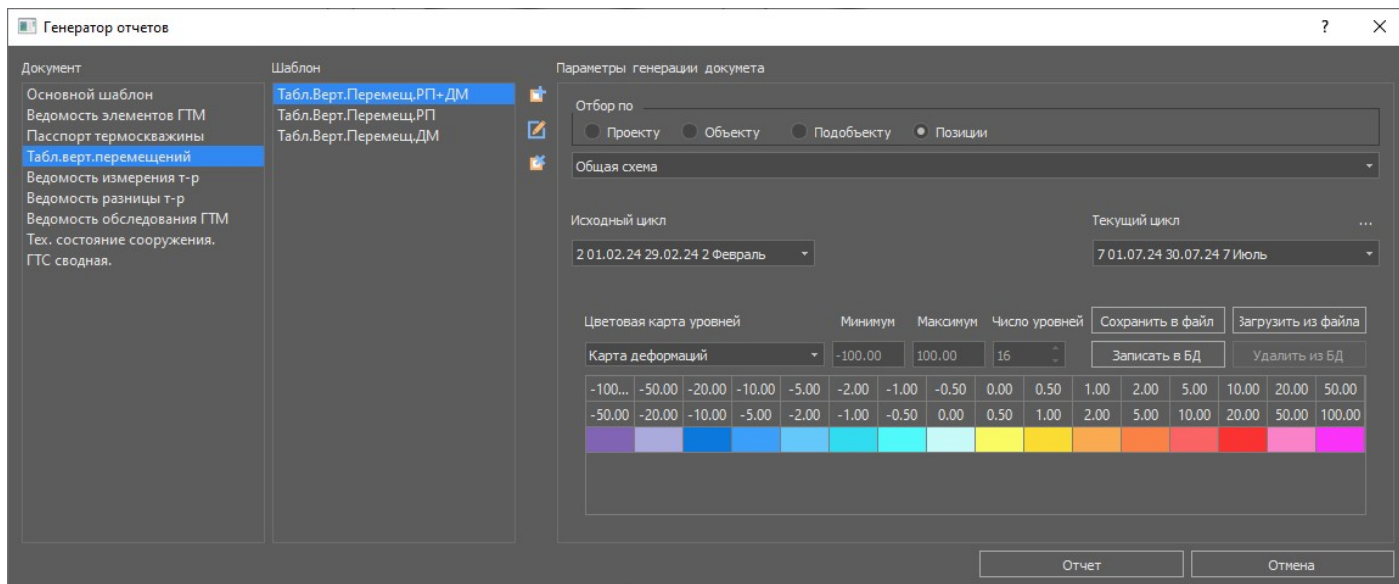 Генератор отчетов ?
Документ
Основной шаблон
Ведомость элементов ГТМ
Пасспорт термоскважины
Табл.верт.перемещений
Ведомость измерения т-р
Ведомость разницы т-р
Ведомость обследования ГТМ
Тех. состояние сооружения.
ГТС сводная.
Шаблон
Табл.Верт.Перемещ.РП+ДМ
Табл.Верт.Перемещ.РП
Табл.Верт.Перемещ.ДМ
Параметры генерации докумета
Отбор по
Проекту Объекту Подобъекту Позиции
Общая схема
Исходный цикл Текущий цикл ...
2 01.02.24 29.02.24 2 Февраль 7 01.07.24 30.07.24 7 Июль
Цветовая карта уровней Минимум Максимум Число уровней Сохранить в файл Загрузить из файла
Карта деформаций -100.00 100.00 16 Записать в БД Удалить из БД
-100... -50.00 -20.00 -10.00 -5.00 -2.00 -1.00 -0.50 0.00 0.50 1.00 2.00 5.00 10.00 20.00 50.00
-50.00 -20.00 -10.00 -5.00 -2.00 -1.00 -0.50 0.00 0.50 1.00 2.00 5.00 10.00 20.00 50.00 100.00
Отчет Отмена